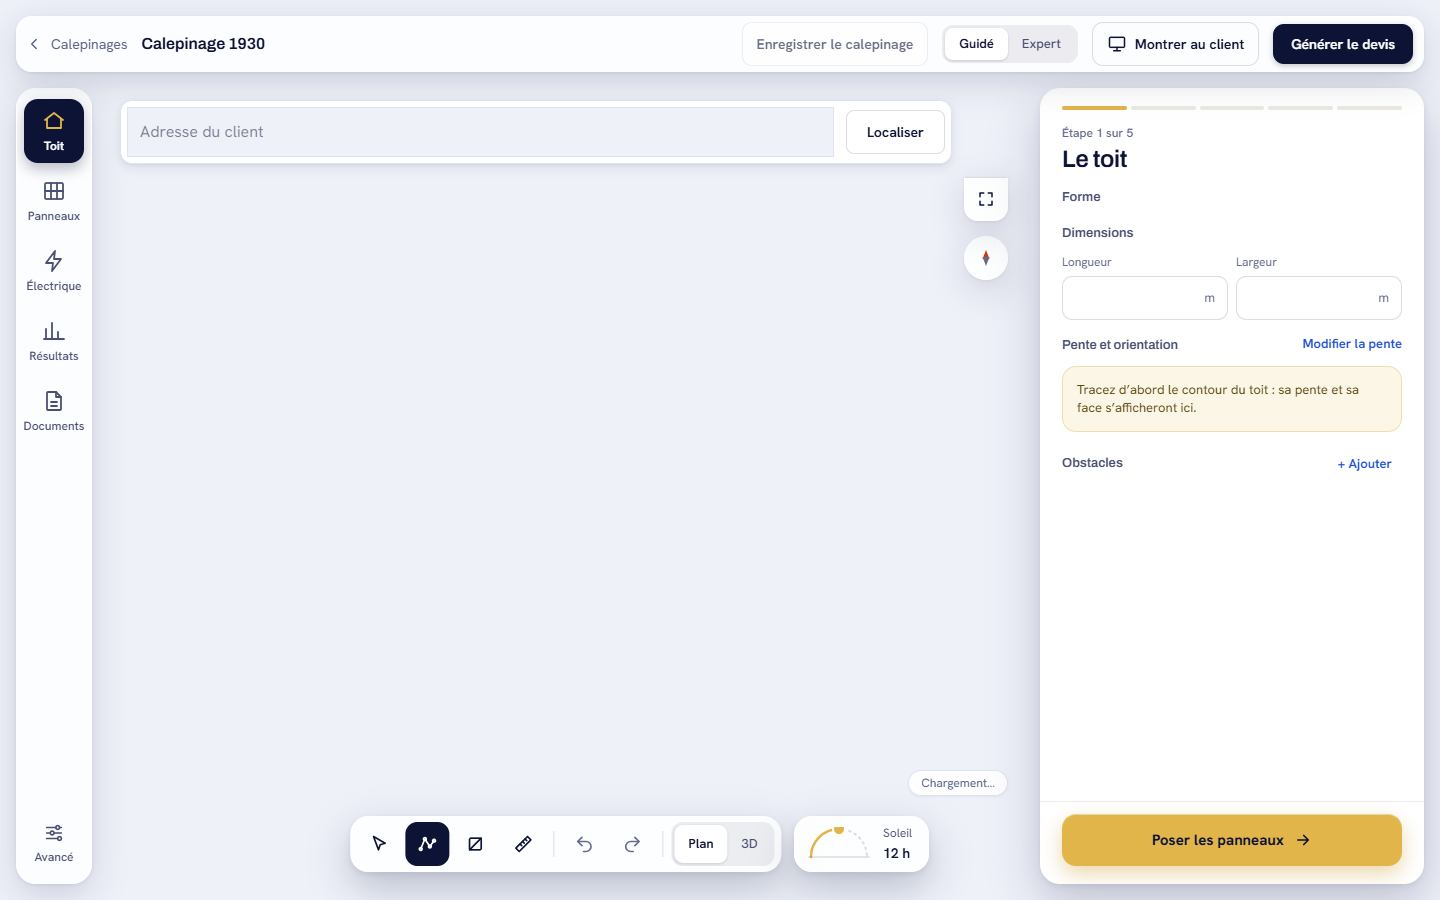 Calepinages
Calepinage 1930
Enregistrer le calepinage
Guidé
Expert
Montrer au client
Générer le devis
Toit
Panneaux
Électrique
Résultats
Documents
Avancé
Adresse du client
Localiser
Chargement…
Plan
3D
Soleil
12 h
Étape 1 sur 5
Le toit
Forme
Dimensions
Longueur
Largeur
m
m
Pente et orientation
Modifier la pente
Tracez d’abord le contour du toit : sa pente et sa
face s’afficheront ici.
Obstacles
+ Ajouter
Poser les panneaux